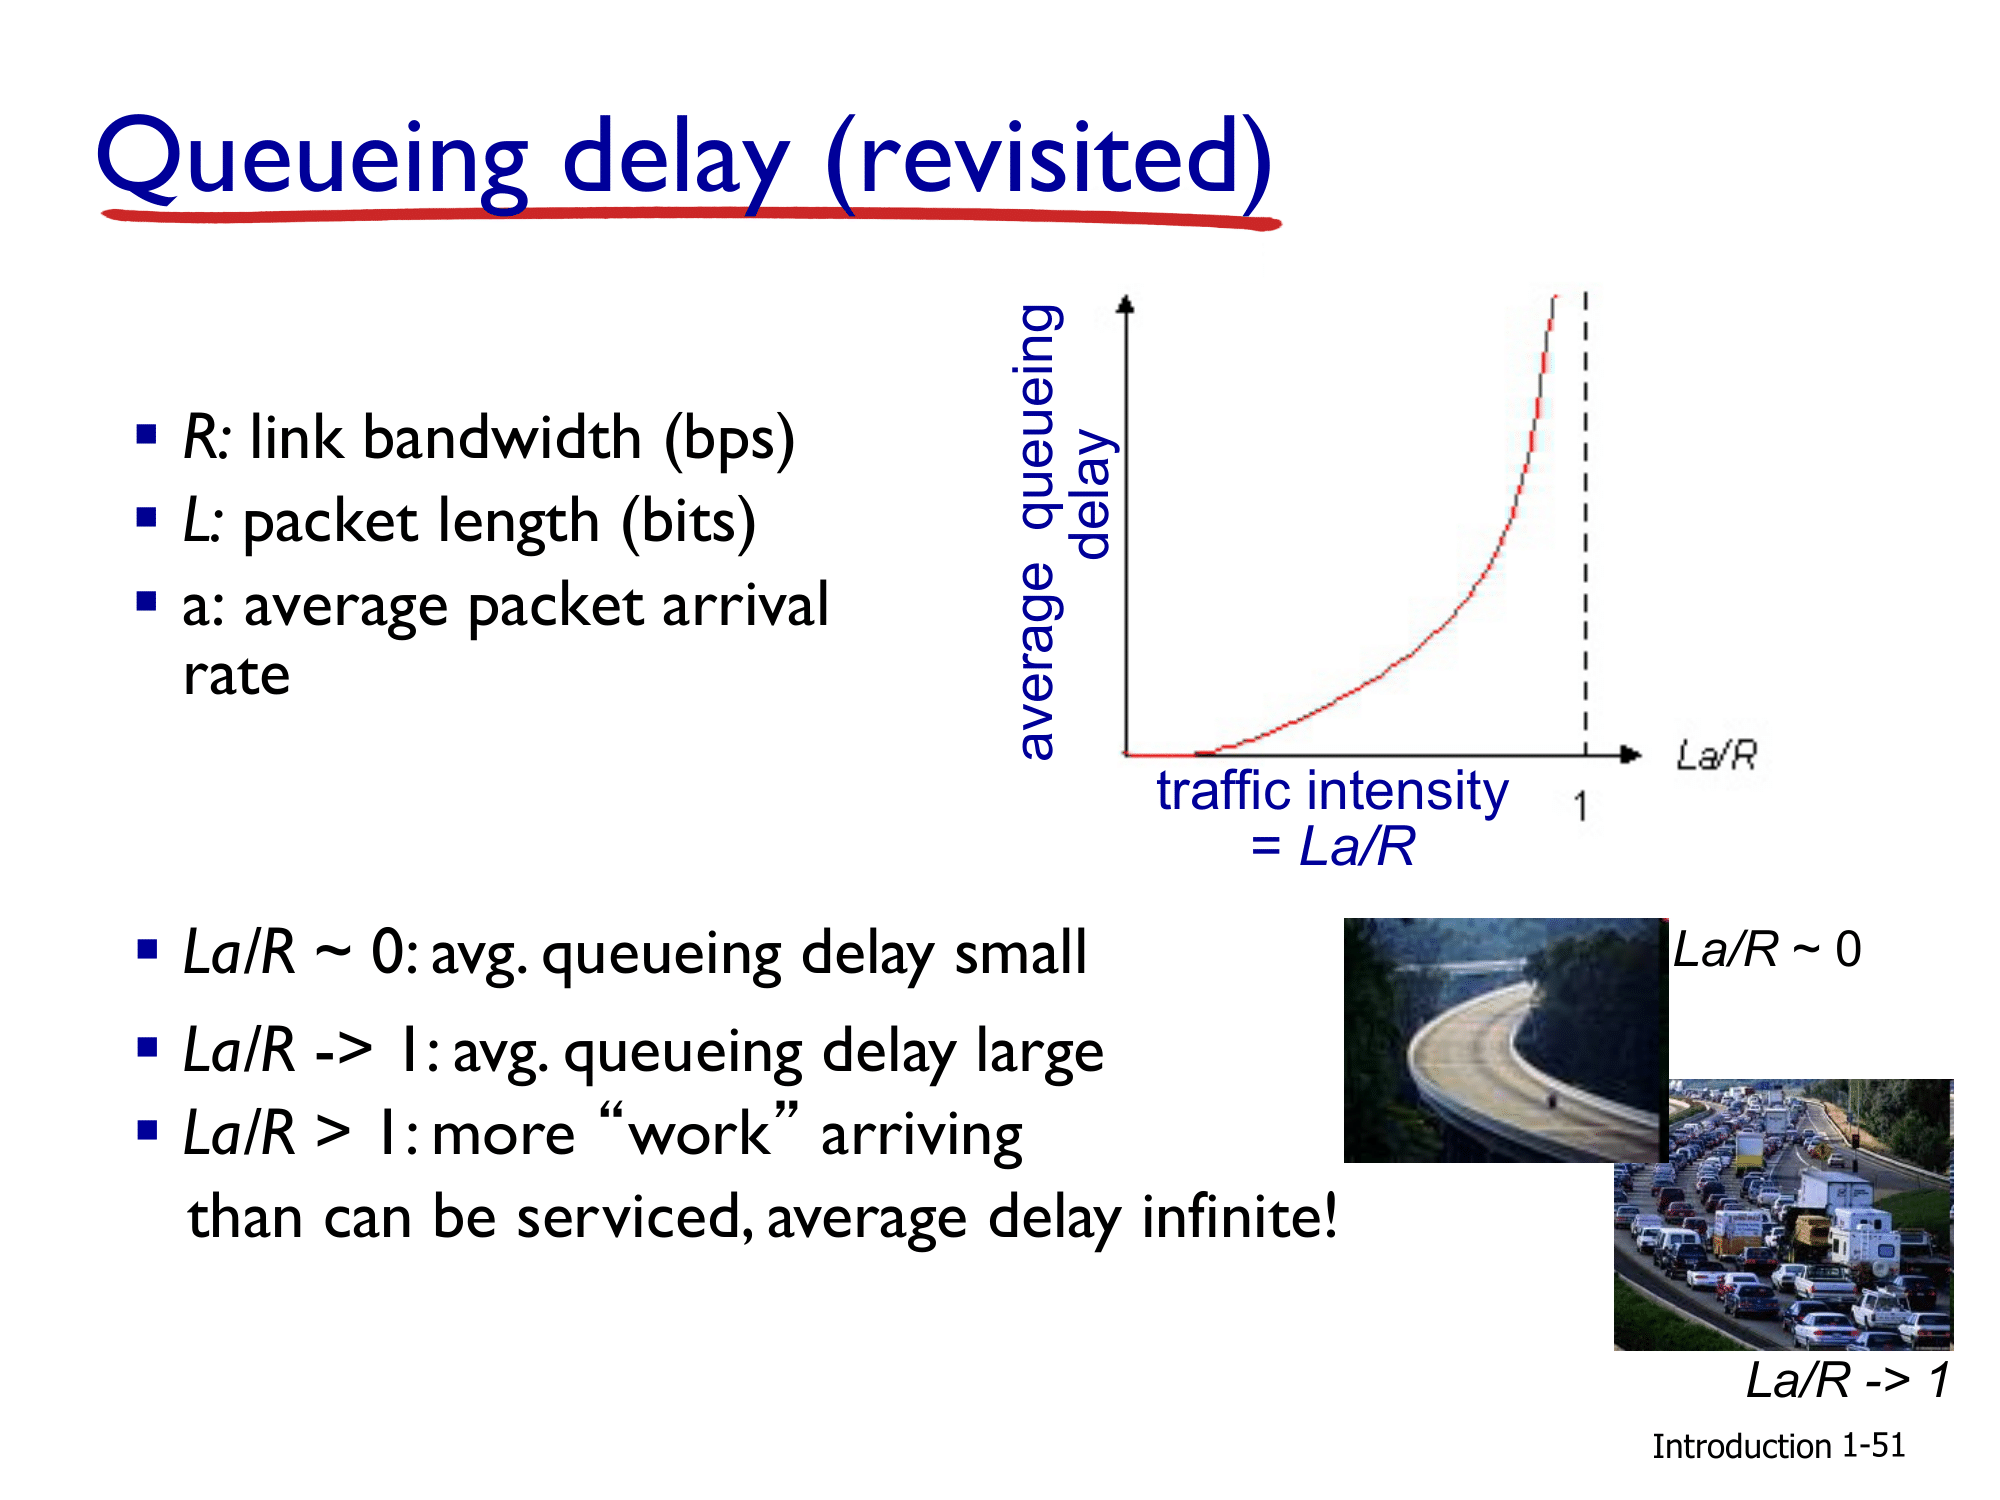 Queueing delay (revisited)
R: link bandwidth (bps)
L: packet length (bits)
a: average packet arrival
rate
average queueing
delay
La/R
1
traffic intensity
= La/R
La/R ~ 0: avg. queueing delay small
La/R -> 1: avg. queueing delay large
La/R > 1: more “work” arriving
than can be serviced, average delay infinite!
La/R ~ 0
La/R -> 1
Introduction 1-51